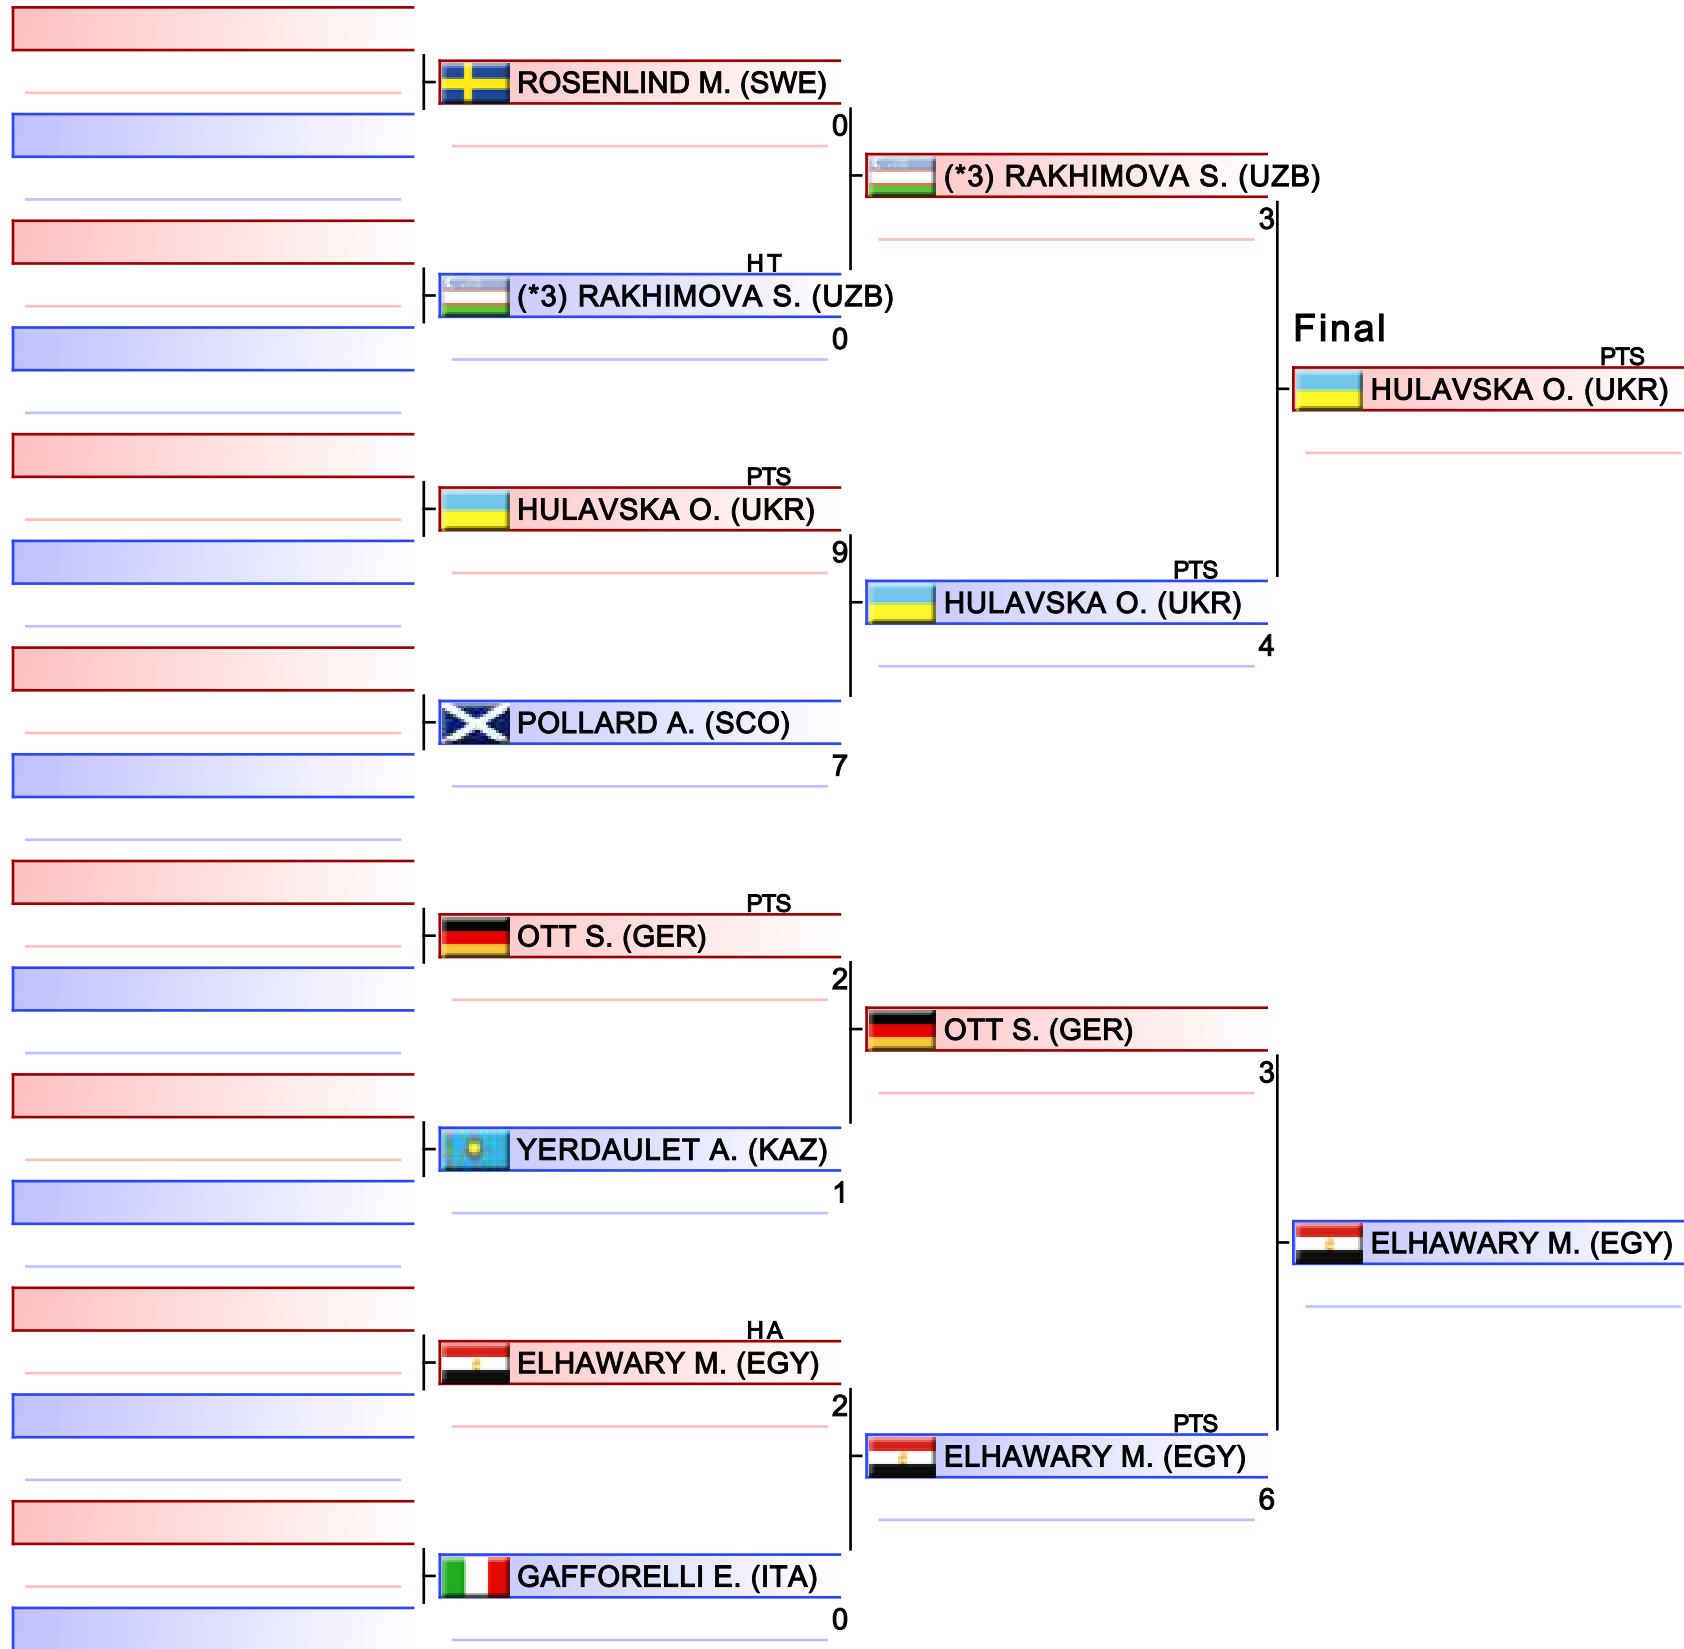 ROSENLIND M. (SWE)
0
(*3) RAKHIMOVA S. (UZB)
3
HT
(*3) RAKHIMOVA S. (UZB)
0
Final
PTS
HULAVSKA O. (UKR)
PTS
HULAVSKA O. (UKR)
9
PTS
HULAVSKA O. (UKR)
4
POLLARD A. (SCO)
7
PTS
OTT S. (GER)
2
OTT S. (GER)
3
YERDAULET A. (KAZ)
1
ELHAWARY M. (EGY)
HA
ELHAWARY M. (EGY)
2
PTS
ELHAWARY M. (EGY)
6
GAFFORELLI E. (ITA)
0